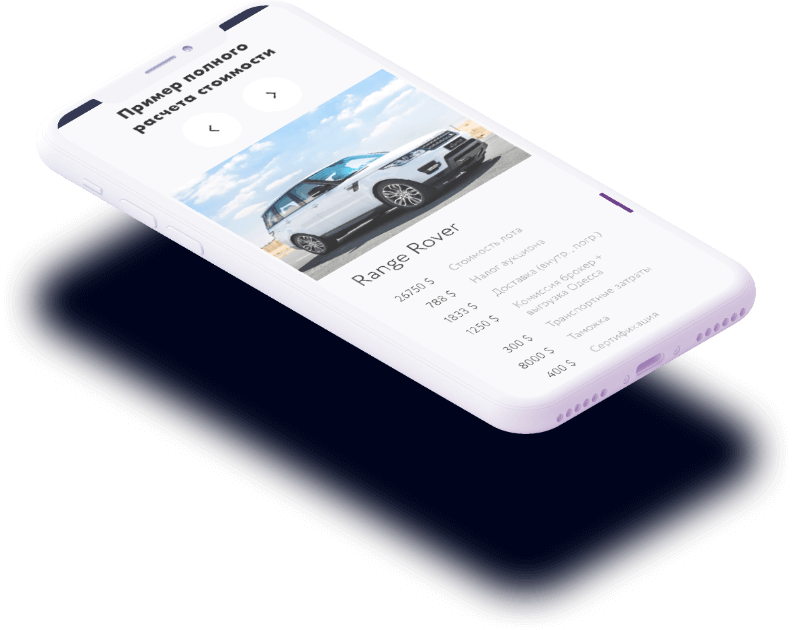 Пример полного
расчета стоимости
Range Rover
26750 $ Стоимость лота
788 $ Налог аукциона
1833 $ Доставка (внутр., погр.)
1250 $ Комиссия брокер +
выгрузка Одесса
300 $ Транспортные затраты
8000 $ Таможка
400 $ Сертификация